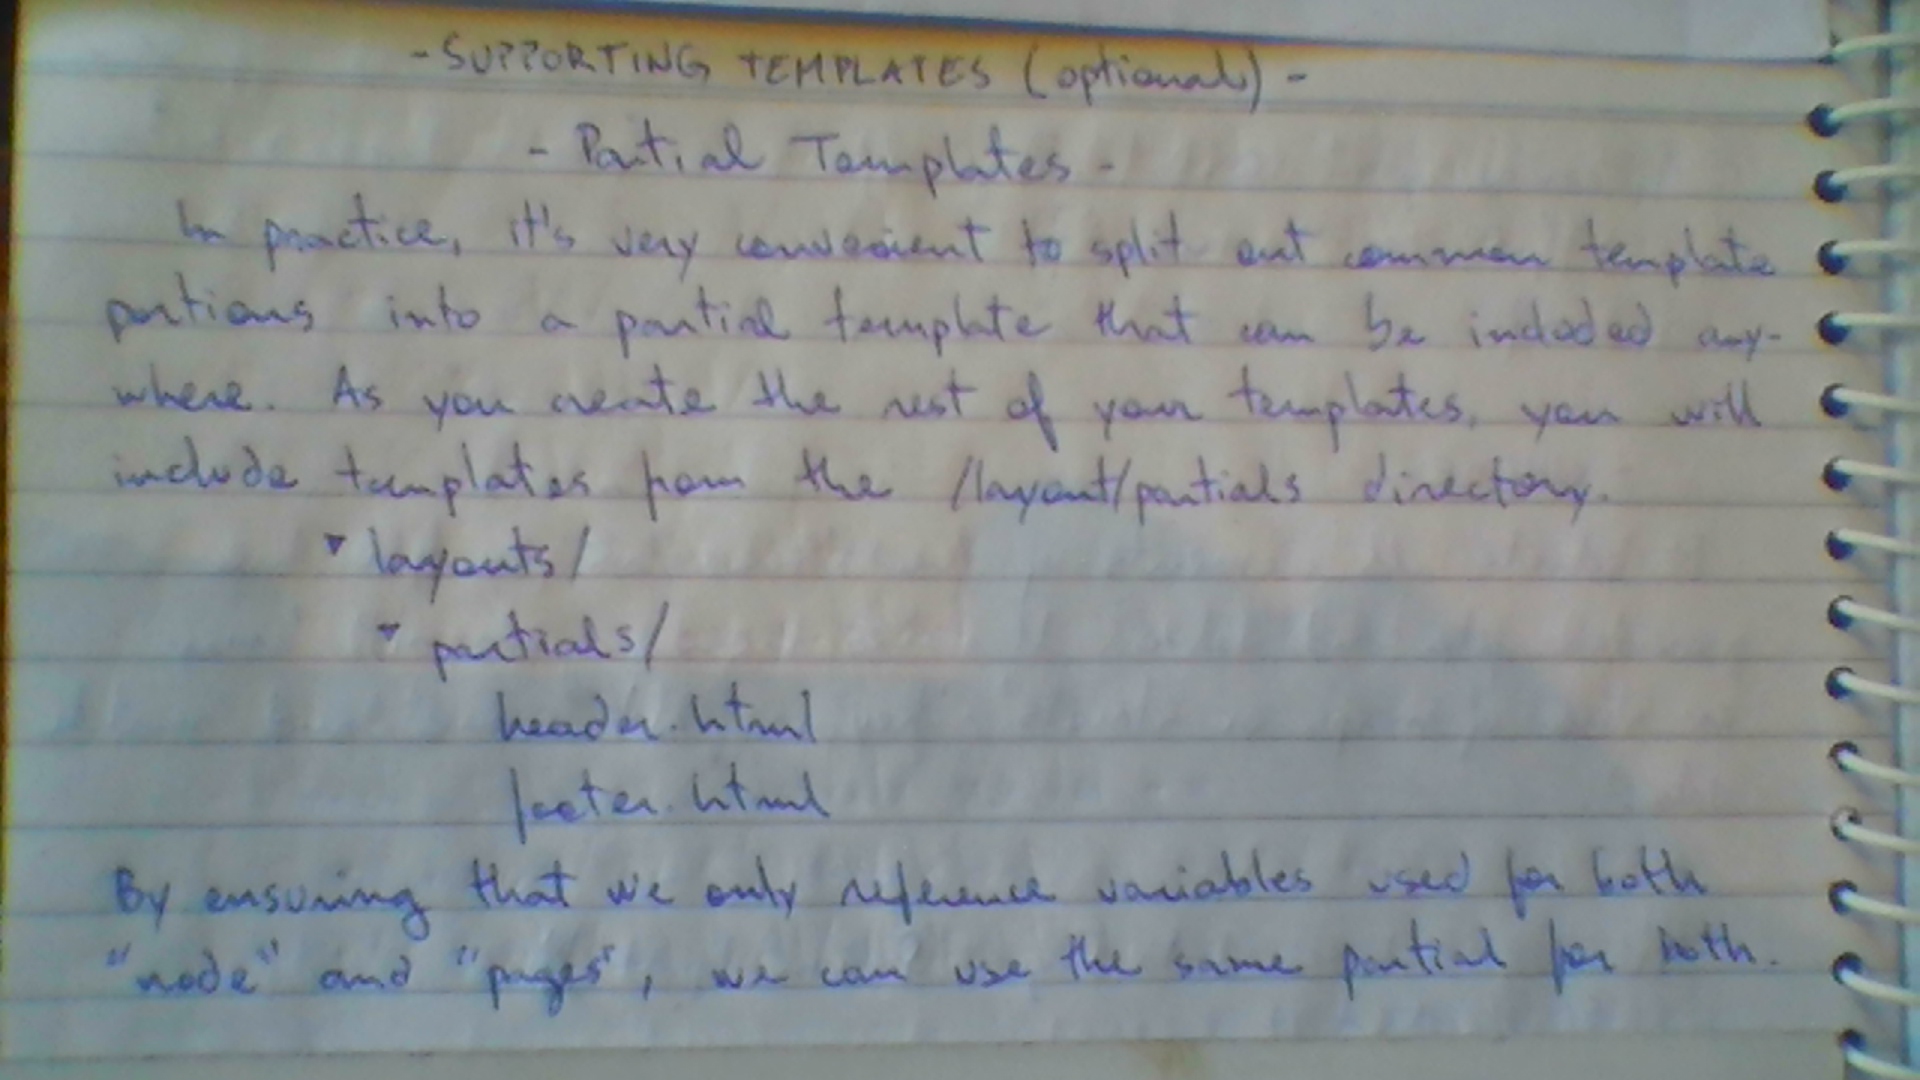 - SUPPORTING TEMPLATES (optional) -
- Partial Templates -
In practice, it's very convenient to split out common template
portions into a partial template that can be included any-
where. As you create the rest of your templates, you will
include templates from the /layout/partials directory.
▾ layouts/
▾ partials/
header.html
footer.html
By ensuring that we only reference variables used for both
"node" and "pages", we can use the same partial for both.